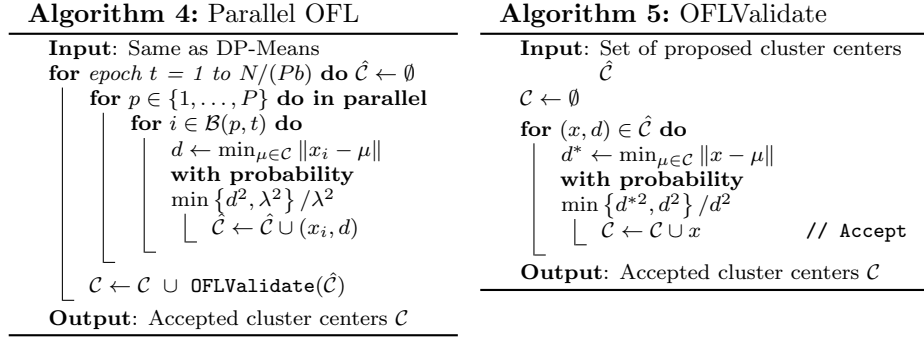 Algorithm 4: Parallel OFL
Input: Same as DP-Means
for epoch t = 1 to N/(Pb) do Ĉ ← ∅
for p ∈ {1, . . . , P} do in parallel
for i ∈ B(p, t) do
d ← min_{μ∈C} ‖x_i − μ‖
with probability
min {d², λ²} /λ²
Ĉ ← Ĉ ∪ (x_i, d)
C ← C ∪ OFLValidate(Ĉ)
Output: Accepted cluster centers C
Algorithm 5: OFLValidate
Input: Set of proposed cluster centers
Ĉ
C ← ∅
for (x, d) ∈ Ĉ do
d* ← min_{μ∈C} ‖x − μ‖
with probability
min {d*², d²} /d²
C ← C ∪ x // Accept
Output: Accepted cluster centers C